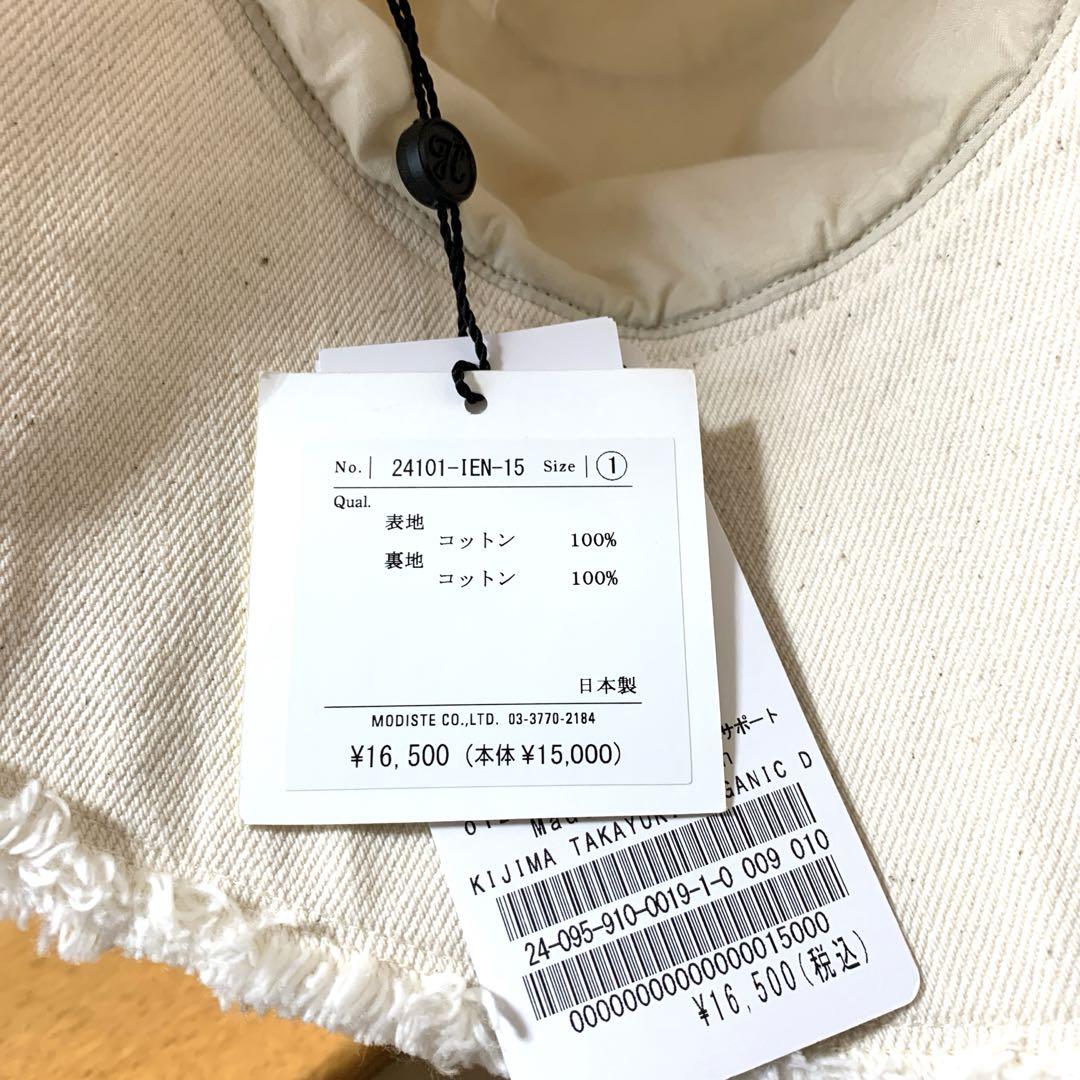 No. 24101-IEN-15 Size ①
Qual.
表地
コットン 100%
裏地
コットン 100%
日本製
MODISTE CO.,LTD. 03-3770-2184
¥16,500 (本体 ¥15,000)
サポート
GANIC D
KIJIMA TAKAYUK
24-095-910-0019-1-0 009 010
0000000000000015000
¥16,500(税込)